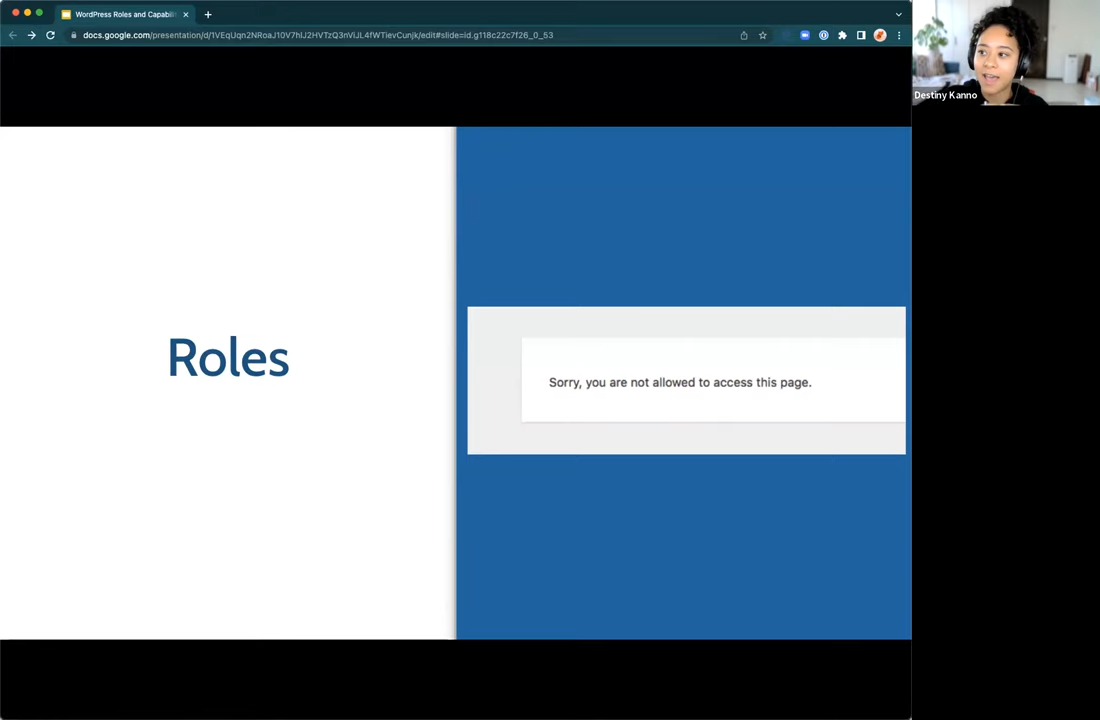 WordPress Roles and Capabili
docs.google.com/presentation/d/1VEqUqn2NRoaJ10V7hlJ2HVTzQ3nViJL4fWTievCunjk/edit#slide=id.g118c22c7f26_0_53
Destiny Kanno
Roles
Sorry, you are not allowed to access this page.